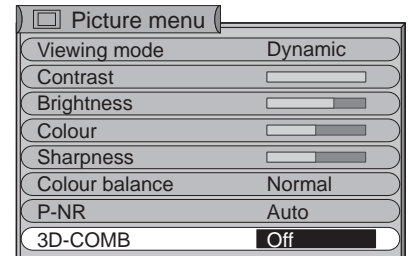 Picture menu
Viewing mode Dynamic
Contrast
Brightness
Colour
Sharpness
Colour balance Normal
P-NR Auto
3D-COMB Off